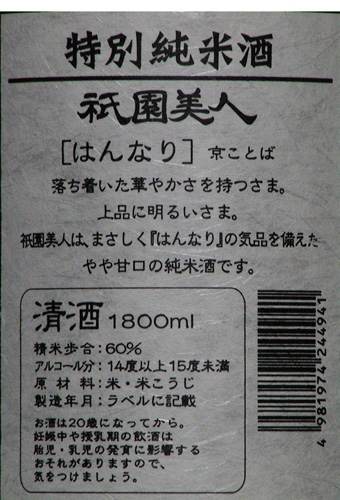 特別純米酒
祇園美人
［はんなり］ 京ことば
落ち着いた華やかさを持つさま。
上品に明るいさま。
祇園美人は、まさしく『はんなり』の気品を備えた
やや甘口の純米酒です。
清酒 1800ml
精米歩合：60%
アルコール分：14度以上15度未満
原材料：米・米こうじ
製造年月：ラベルに記載
お酒は20歳になってから。
妊娠中や授乳期の飲酒は
胎児・乳児の発育に影響する
おそれがありますので、
気をつけましょう。
4 981974 244941